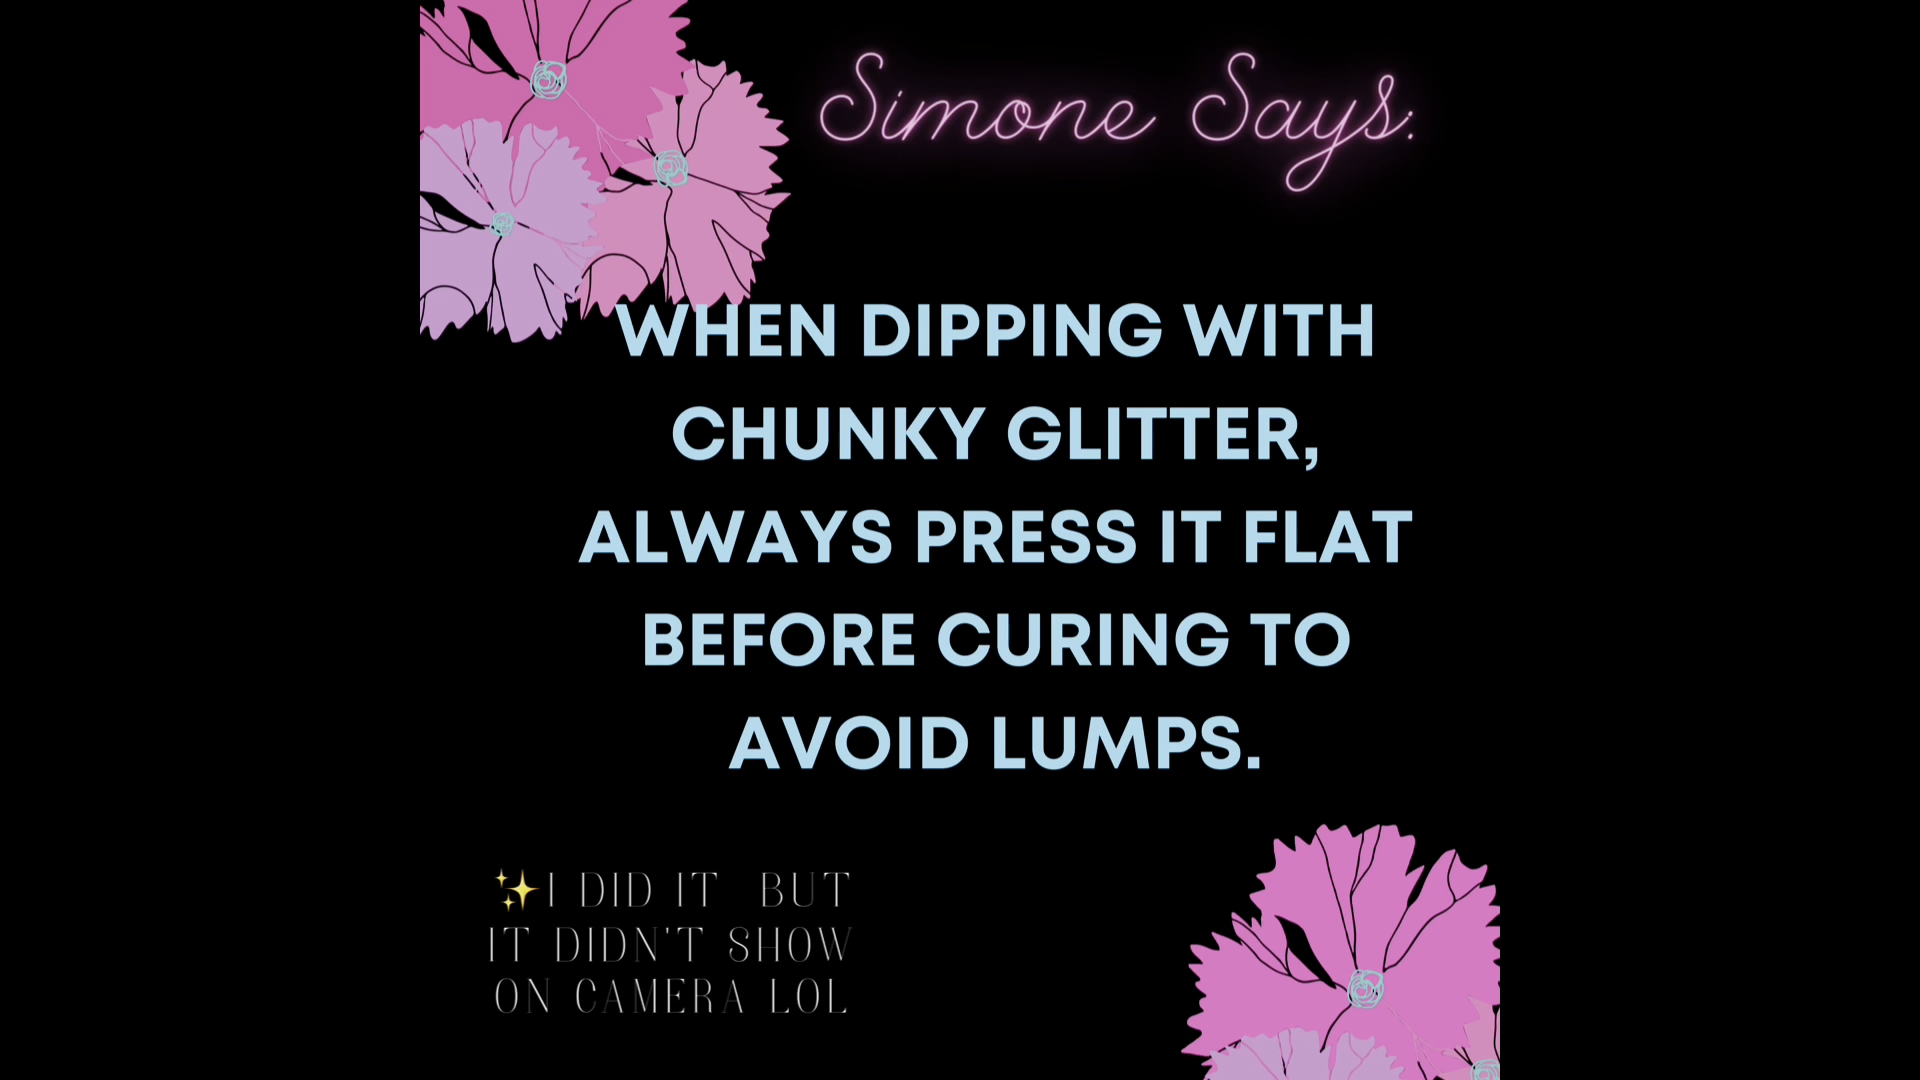 Simone Says:
WHEN DIPPING WITH
CHUNKY GLITTER,
ALWAYS PRESS IT FLAT
BEFORE CURING TO
AVOID LUMPS.
✨I DID IT BUT
IT DIDN'T SHOW
ON CAMERA LOL